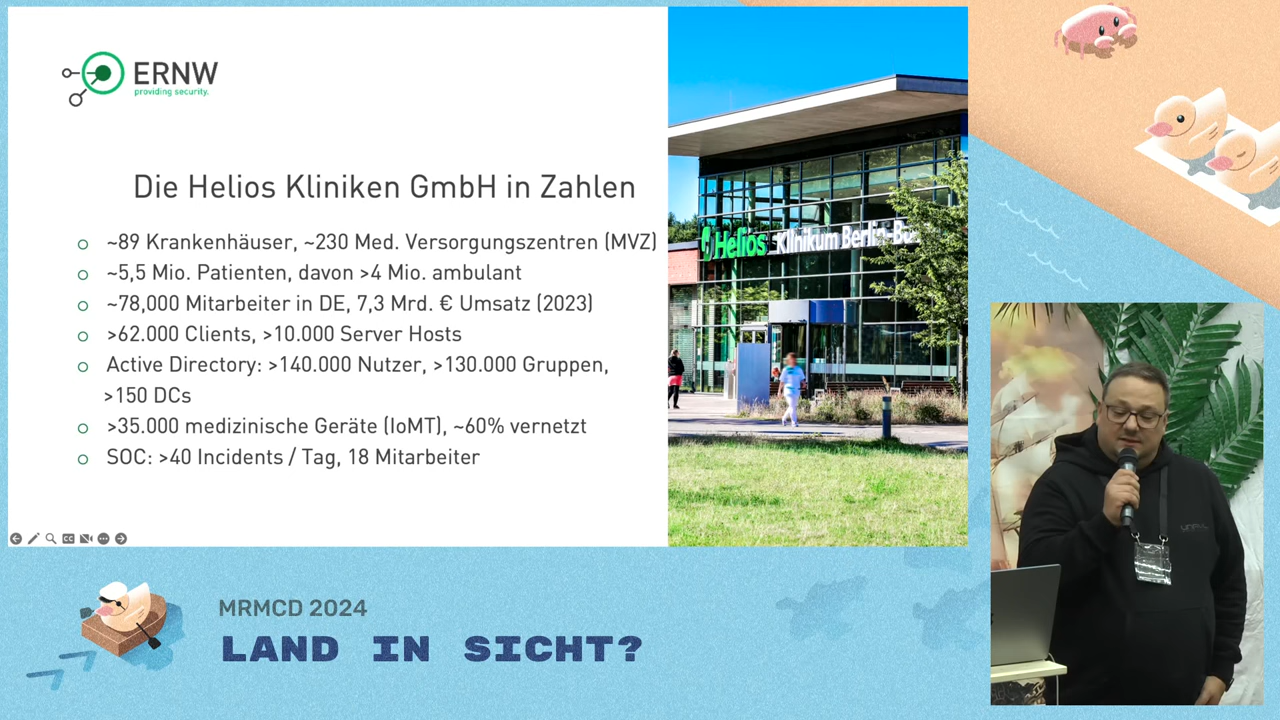 ERNW
providing security.
Die Helios Kliniken GmbH in Zahlen
~89 Krankenhäuser, ~230 Med. Versorgungszentren (MVZ)
~5,5 Mio. Patienten, davon >4 Mio. ambulant
~78,000 Mitarbeiter in DE, 7,3 Mrd. € Umsatz (2023)
>62.000 Clients, >10.000 Server Hosts
Active Directory: >140.000 Nutzer, >130.000 Gruppen,
>150 DCs
>35.000 medizinische Geräte (IoMT), ~60% vernetzt
SOC: >40 Incidents / Tag, 18 Mitarbeiter
Helios Klinikum Berlin-Bu
CC
MRMCD 2024
LAND IN SICHT?